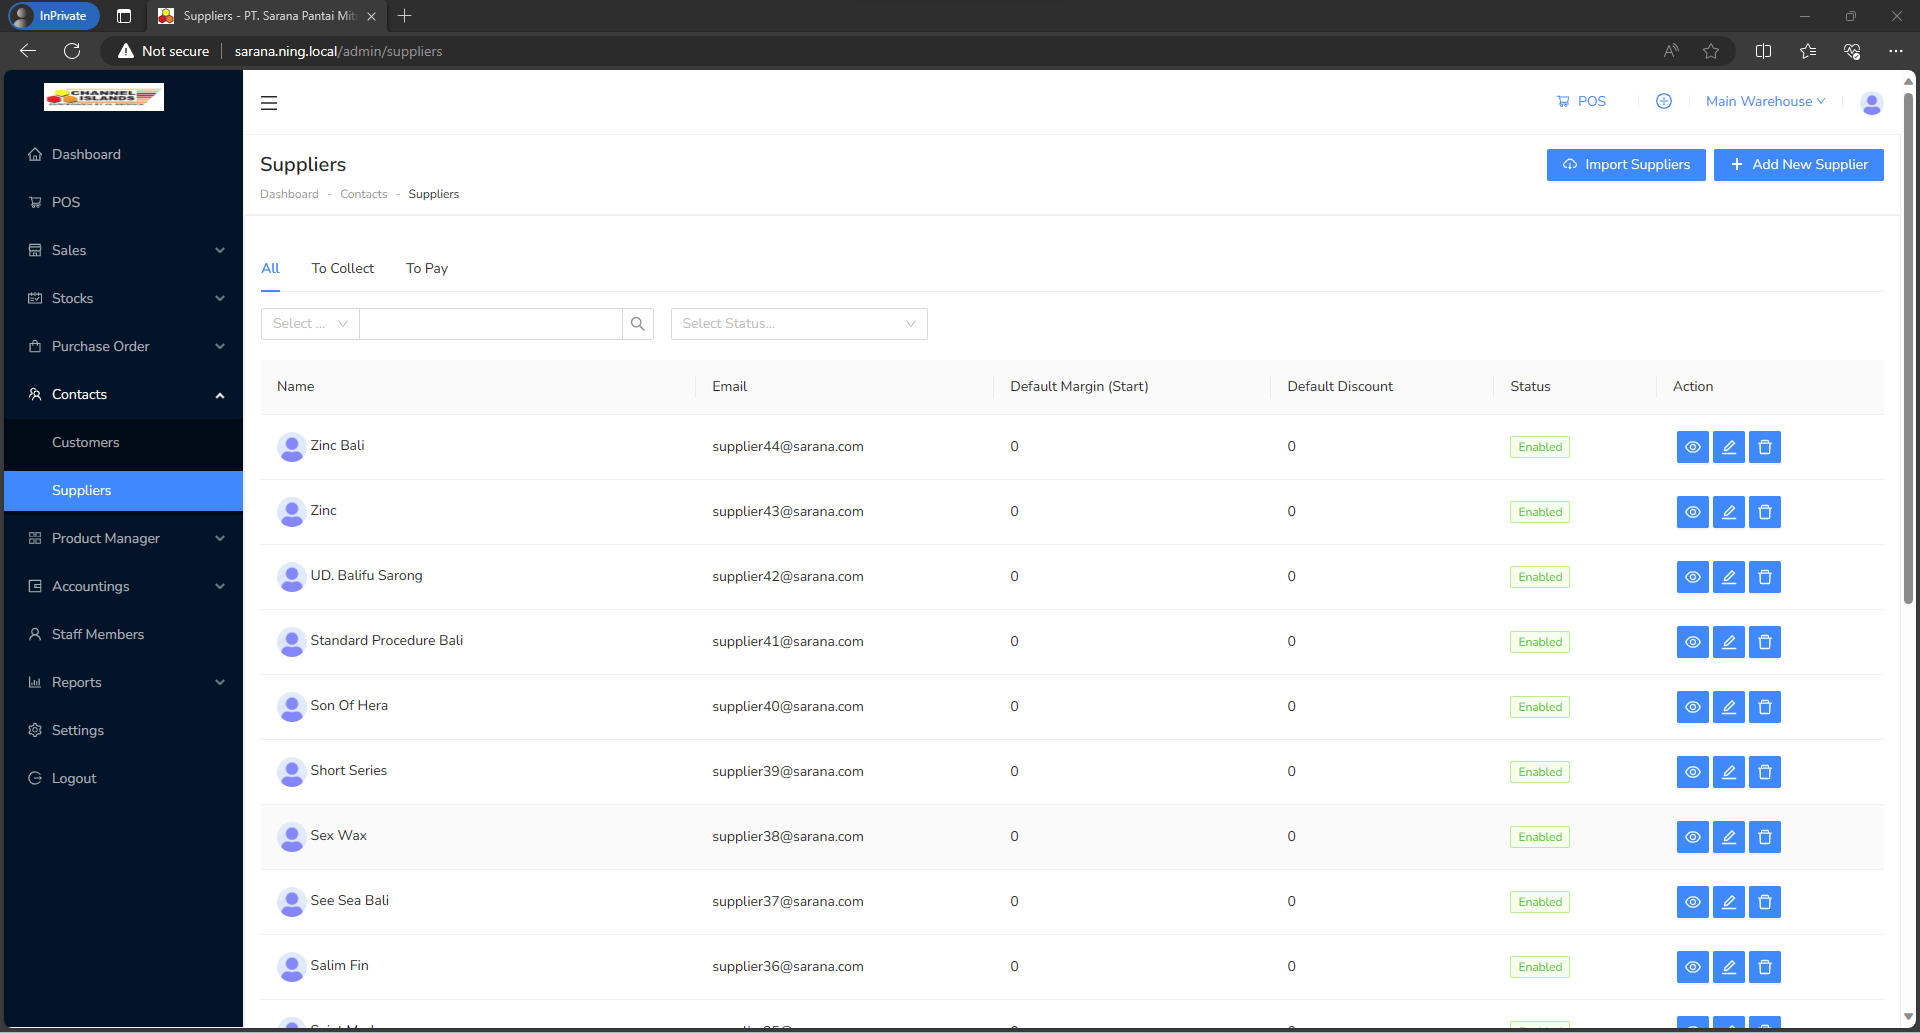 InPrivate
Suppliers - PT. Sarana Pantai Mit
Not secure
sarana.ning.local/admin/suppliers
CHANNEL
ISLANDS
POS
Main Warehouse
Dashboard
POS
Sales
Stocks
Purchase Order
Contacts
Customers
Suppliers
Product Manager
Accountings
Staff Members
Reports
Settings
Logout
Suppliers
Dashboard - Contacts - Suppliers
Import Suppliers
Add New Supplier
All To Collect To Pay
Select ... Select Status...
Name Email Default Margin (Start) Default Discount Status Action
Zinc Bali supplier44@sarana.com 0 0 Enabled
Zinc supplier43@sarana.com 0 0 Enabled
UD. Balifu Sarong supplier42@sarana.com 0 0 Enabled
Standard Procedure Bali supplier41@sarana.com 0 0 Enabled
Son Of Hera supplier40@sarana.com 0 0 Enabled
Short Series supplier39@sarana.com 0 0 Enabled
Sex Wax supplier38@sarana.com 0 0 Enabled
See Sea Bali supplier37@sarana.com 0 0 Enabled
Salim Fin supplier36@sarana.com 0 0 Enabled